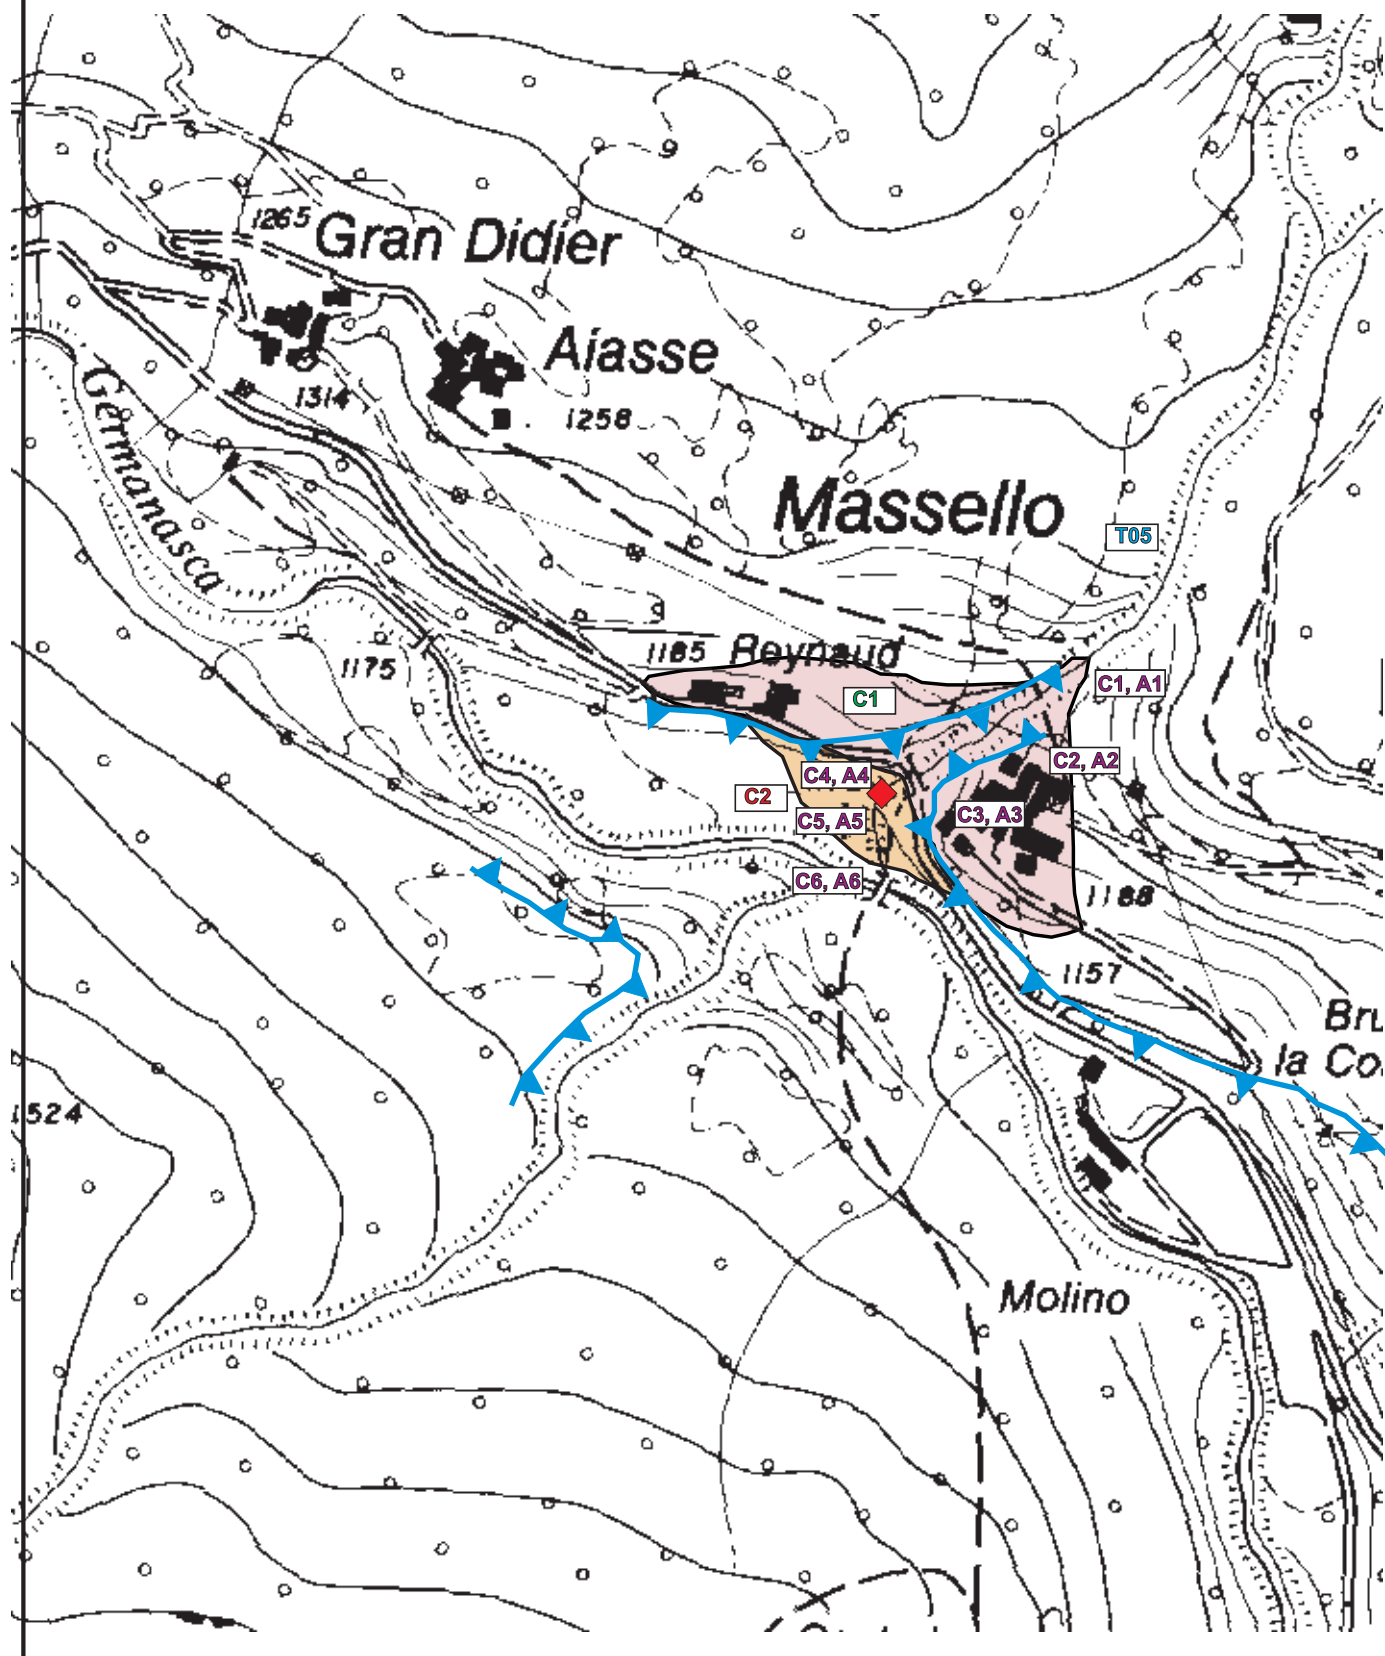 1265
Gran Didier
Aiasse
1314
1258
Germanasca
Massello
T05
1185 Reynaud
1175
C1
C1, A1
C2, A2
C4, A4
C2
C5, A5
C3, A3
C6, A6
1188
1157
Bru
la Co
1524
Molino